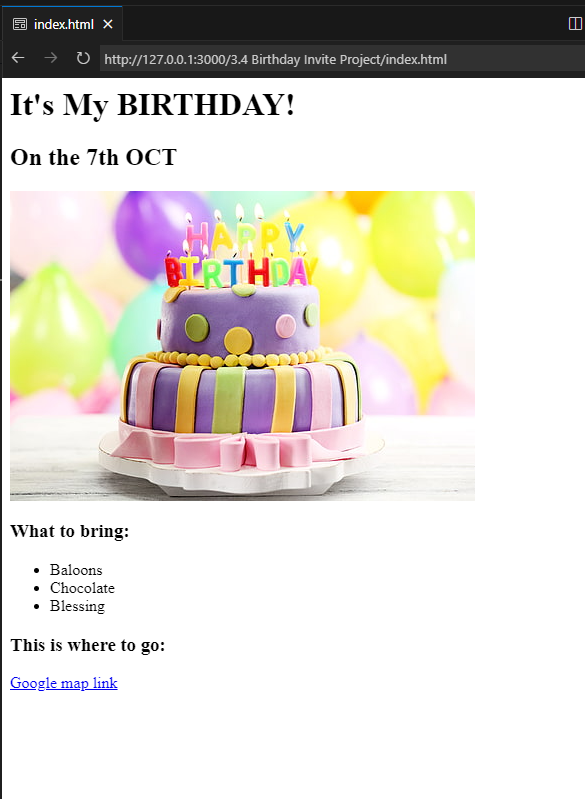 index.html
http://127.0.0.1:3000/3.4 Birthday Invite Project/index.html
It's My BIRTHDAY!
On the 7th OCT
HAPPY
BIRTHDAY
What to bring:
Baloons
Chocolate
Blessing
This is where to go:
Google map link